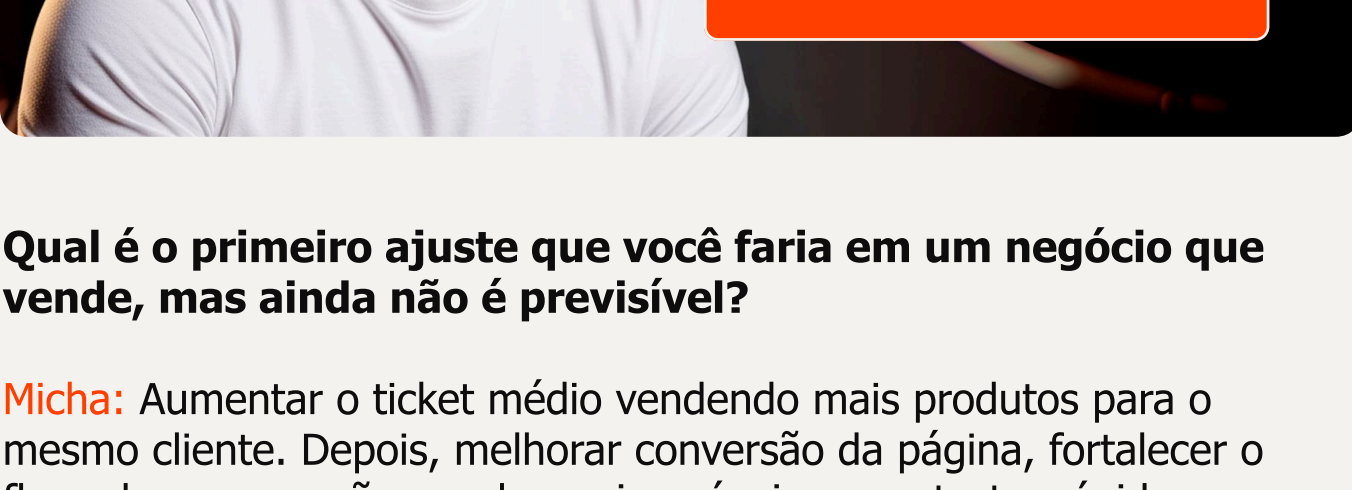 Qual é o primeiro ajuste que você faria em um negócio que
vende, mas ainda não é previsível?
Micha: Aumentar o ticket médio vendendo mais produtos para o
mesmo cliente. Depois, melhorar conversão da página, fortalecer o